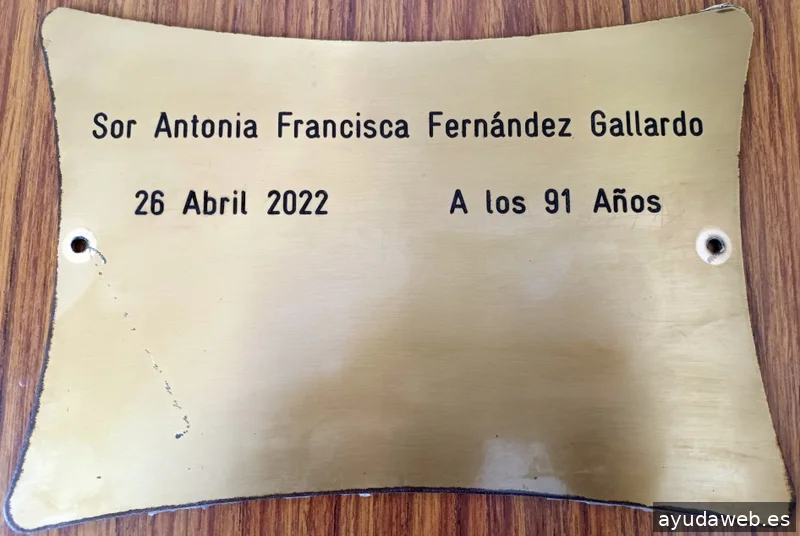 Sor Antonia Francisca Fernández Gallardo
26 Abril 2022 A los 91 Años
ayudaweb.es